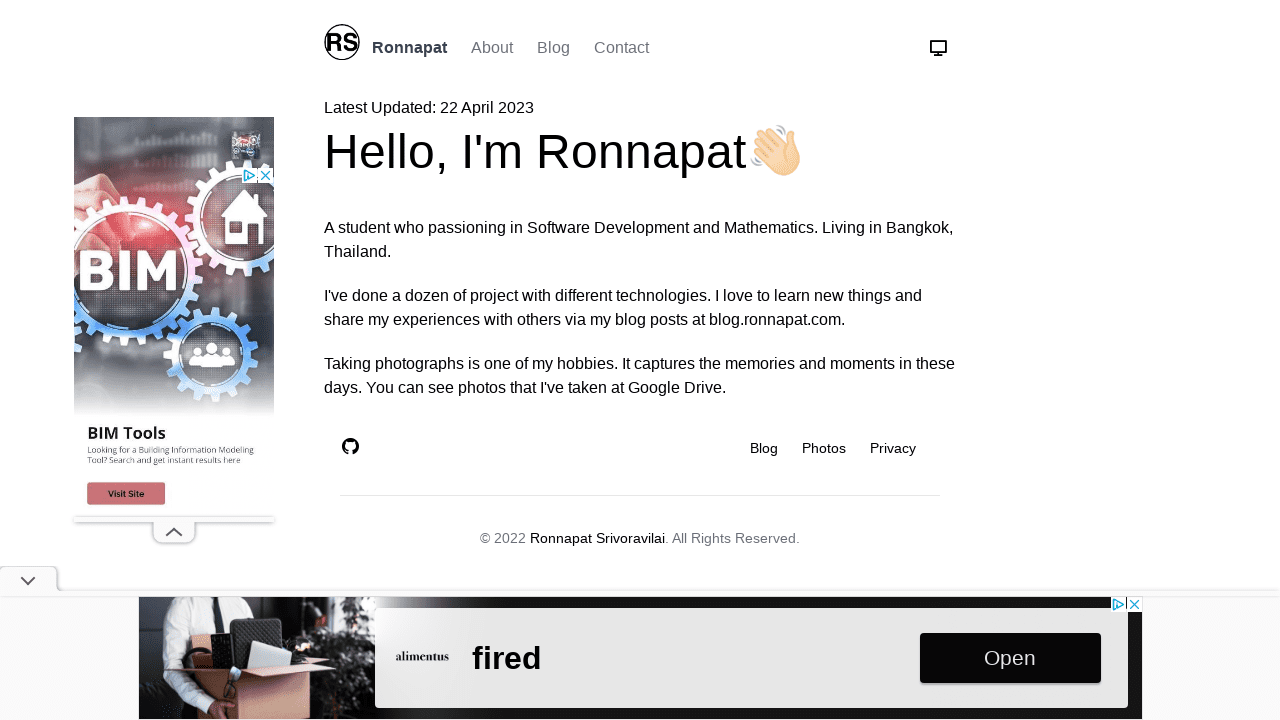 RS
Ronnapat About Blog Contact
Latest Updated: 22 April 2023
Hello, I'm Ronnapat👋🏻
A student who passioning in Software Development and Mathematics. Living in Bangkok,
Thailand.
I've done a dozen of project with different technologies. I love to learn new things and
share my experiences with others via my blog posts at blog.ronnapat.com.
Taking photographs is one of my hobbies. It captures the memories and moments in these
days. You can see photos that I've taken at Google Drive.
Blog Photos Privacy
© 2022 Ronnapat Srivoravilai. All Rights Reserved.
BIM
BIM Tools
Looking for a Building Information Modeling
Tool? Search and get instant results here
Visit Site
alimentus
fired
Open